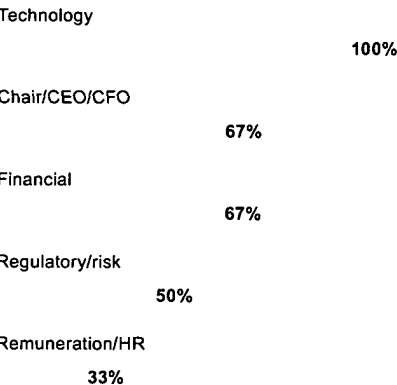 Technology
100%
Chair/CEO/CFO
67%
Financial
67%
Regulatory/risk
50%
Remuneration/HR
33%